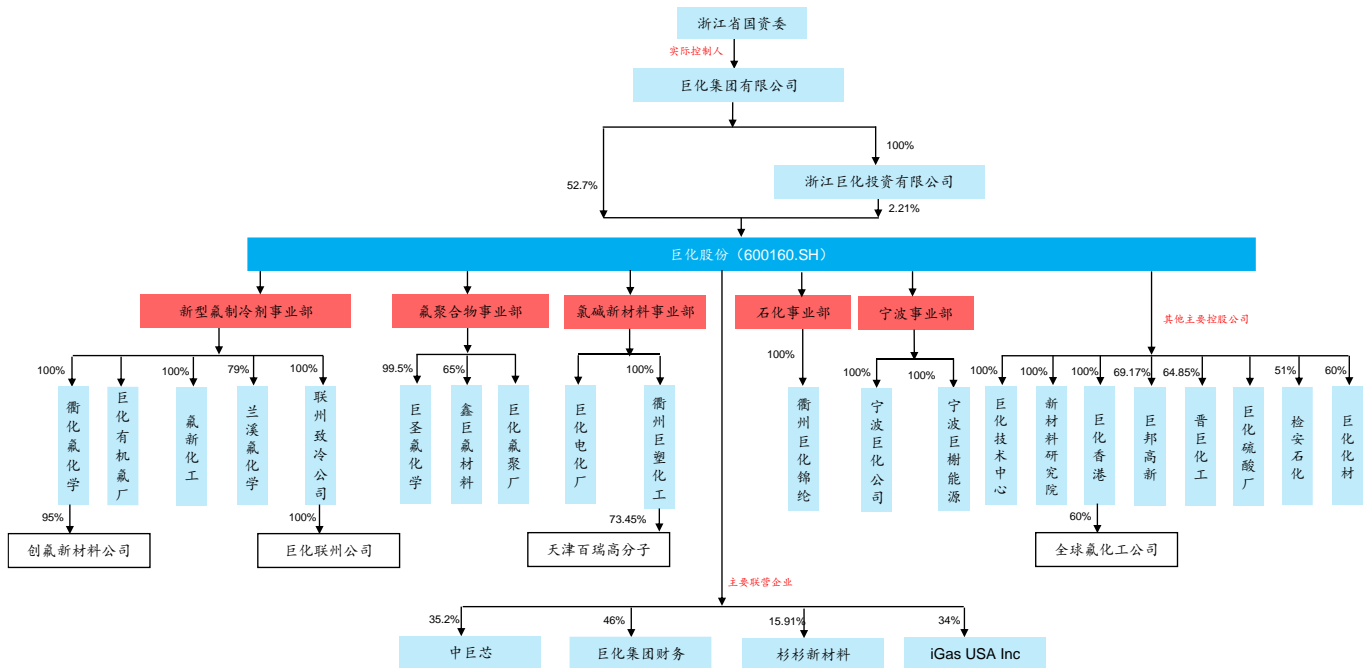 浙江省国资委
实际控制人
巨化集团有限公司
100%
浙江巨化投资有限公司
52.7%
2.21%
巨化股份（600160.SH）
新型氟制冷剂事业部
氟聚合物事业部
氯碱新材料事业部
石化事业部
宁波事业部
其他主要控股公司
100%
100%
79%
100%
99.5%
65%
100%
100%
100%
100%
100%
100%
100%
69.17%
64.85%
51%
60%
衢化氟化学
巨化有机氟厂
氟新化工
兰溪氟化学
联州致冷公司
巨圣氟化学
鑫巨氟材料
巨化氟聚厂
巨化电化厂
衢州巨塑化工
衢州巨化锦纶
宁波巨化公司
宁波巨榭能源
巨化技术中心
新材料研究院
巨化香港
巨邦高新
晋巨化工
巨化硫酸厂
检安石化
巨化化材
95%
100%
73.45%
60%
创氟新材料公司
巨化联州公司
天津百瑞高分子
全球氟化工公司
主要联营企业
35.2%
46%
15.91%
34%
中巨芯
巨化集团财务
杉杉新材料
iGas USA Inc